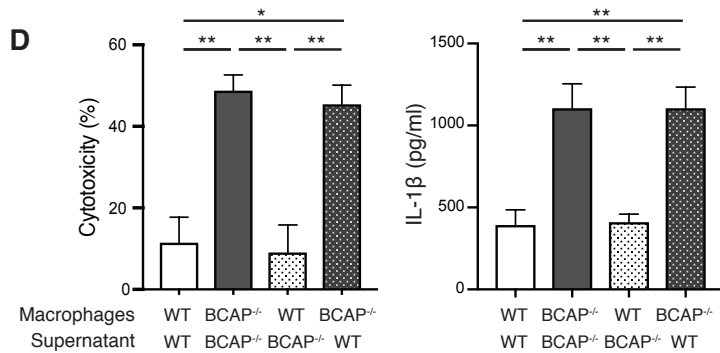 D
*
**
** ** **
** ** **
60
40
20
0
Cytotoxicity (%)
1500
1000
500
0
IL-1β (pg/ml)
Macrophages WT BCAP-/- WT BCAP-/- WT BCAP-/- WT BCAP-/-
Supernatant WT BCAP-/- BCAP-/- WT WT BCAP-/- BCAP-/- WT